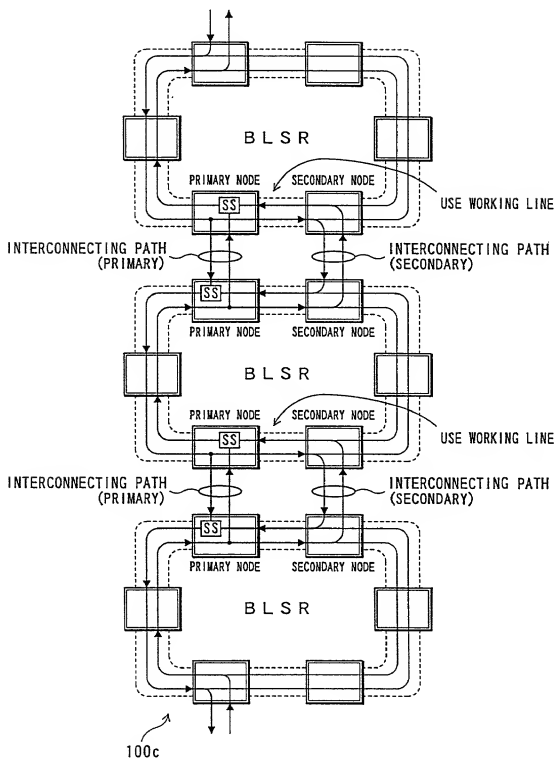 BLSR
PRIMARY NODE
SECONDARY NODE
SS
USE WORKING LINE
INTERCONNECTING PATH
(PRIMARY)
INTERCONNECTING PATH
(SECONDARY)
SS
PRIMARY NODE
SECONDARY NODE
BLSR
PRIMARY NODE
SECONDARY NODE
SS
USE WORKING LINE
INTERCONNECTING PATH
(PRIMARY)
INTERCONNECTING PATH
(SECONDARY)
SS
PRIMARY NODE
SECONDARY NODE
BLSR
100c